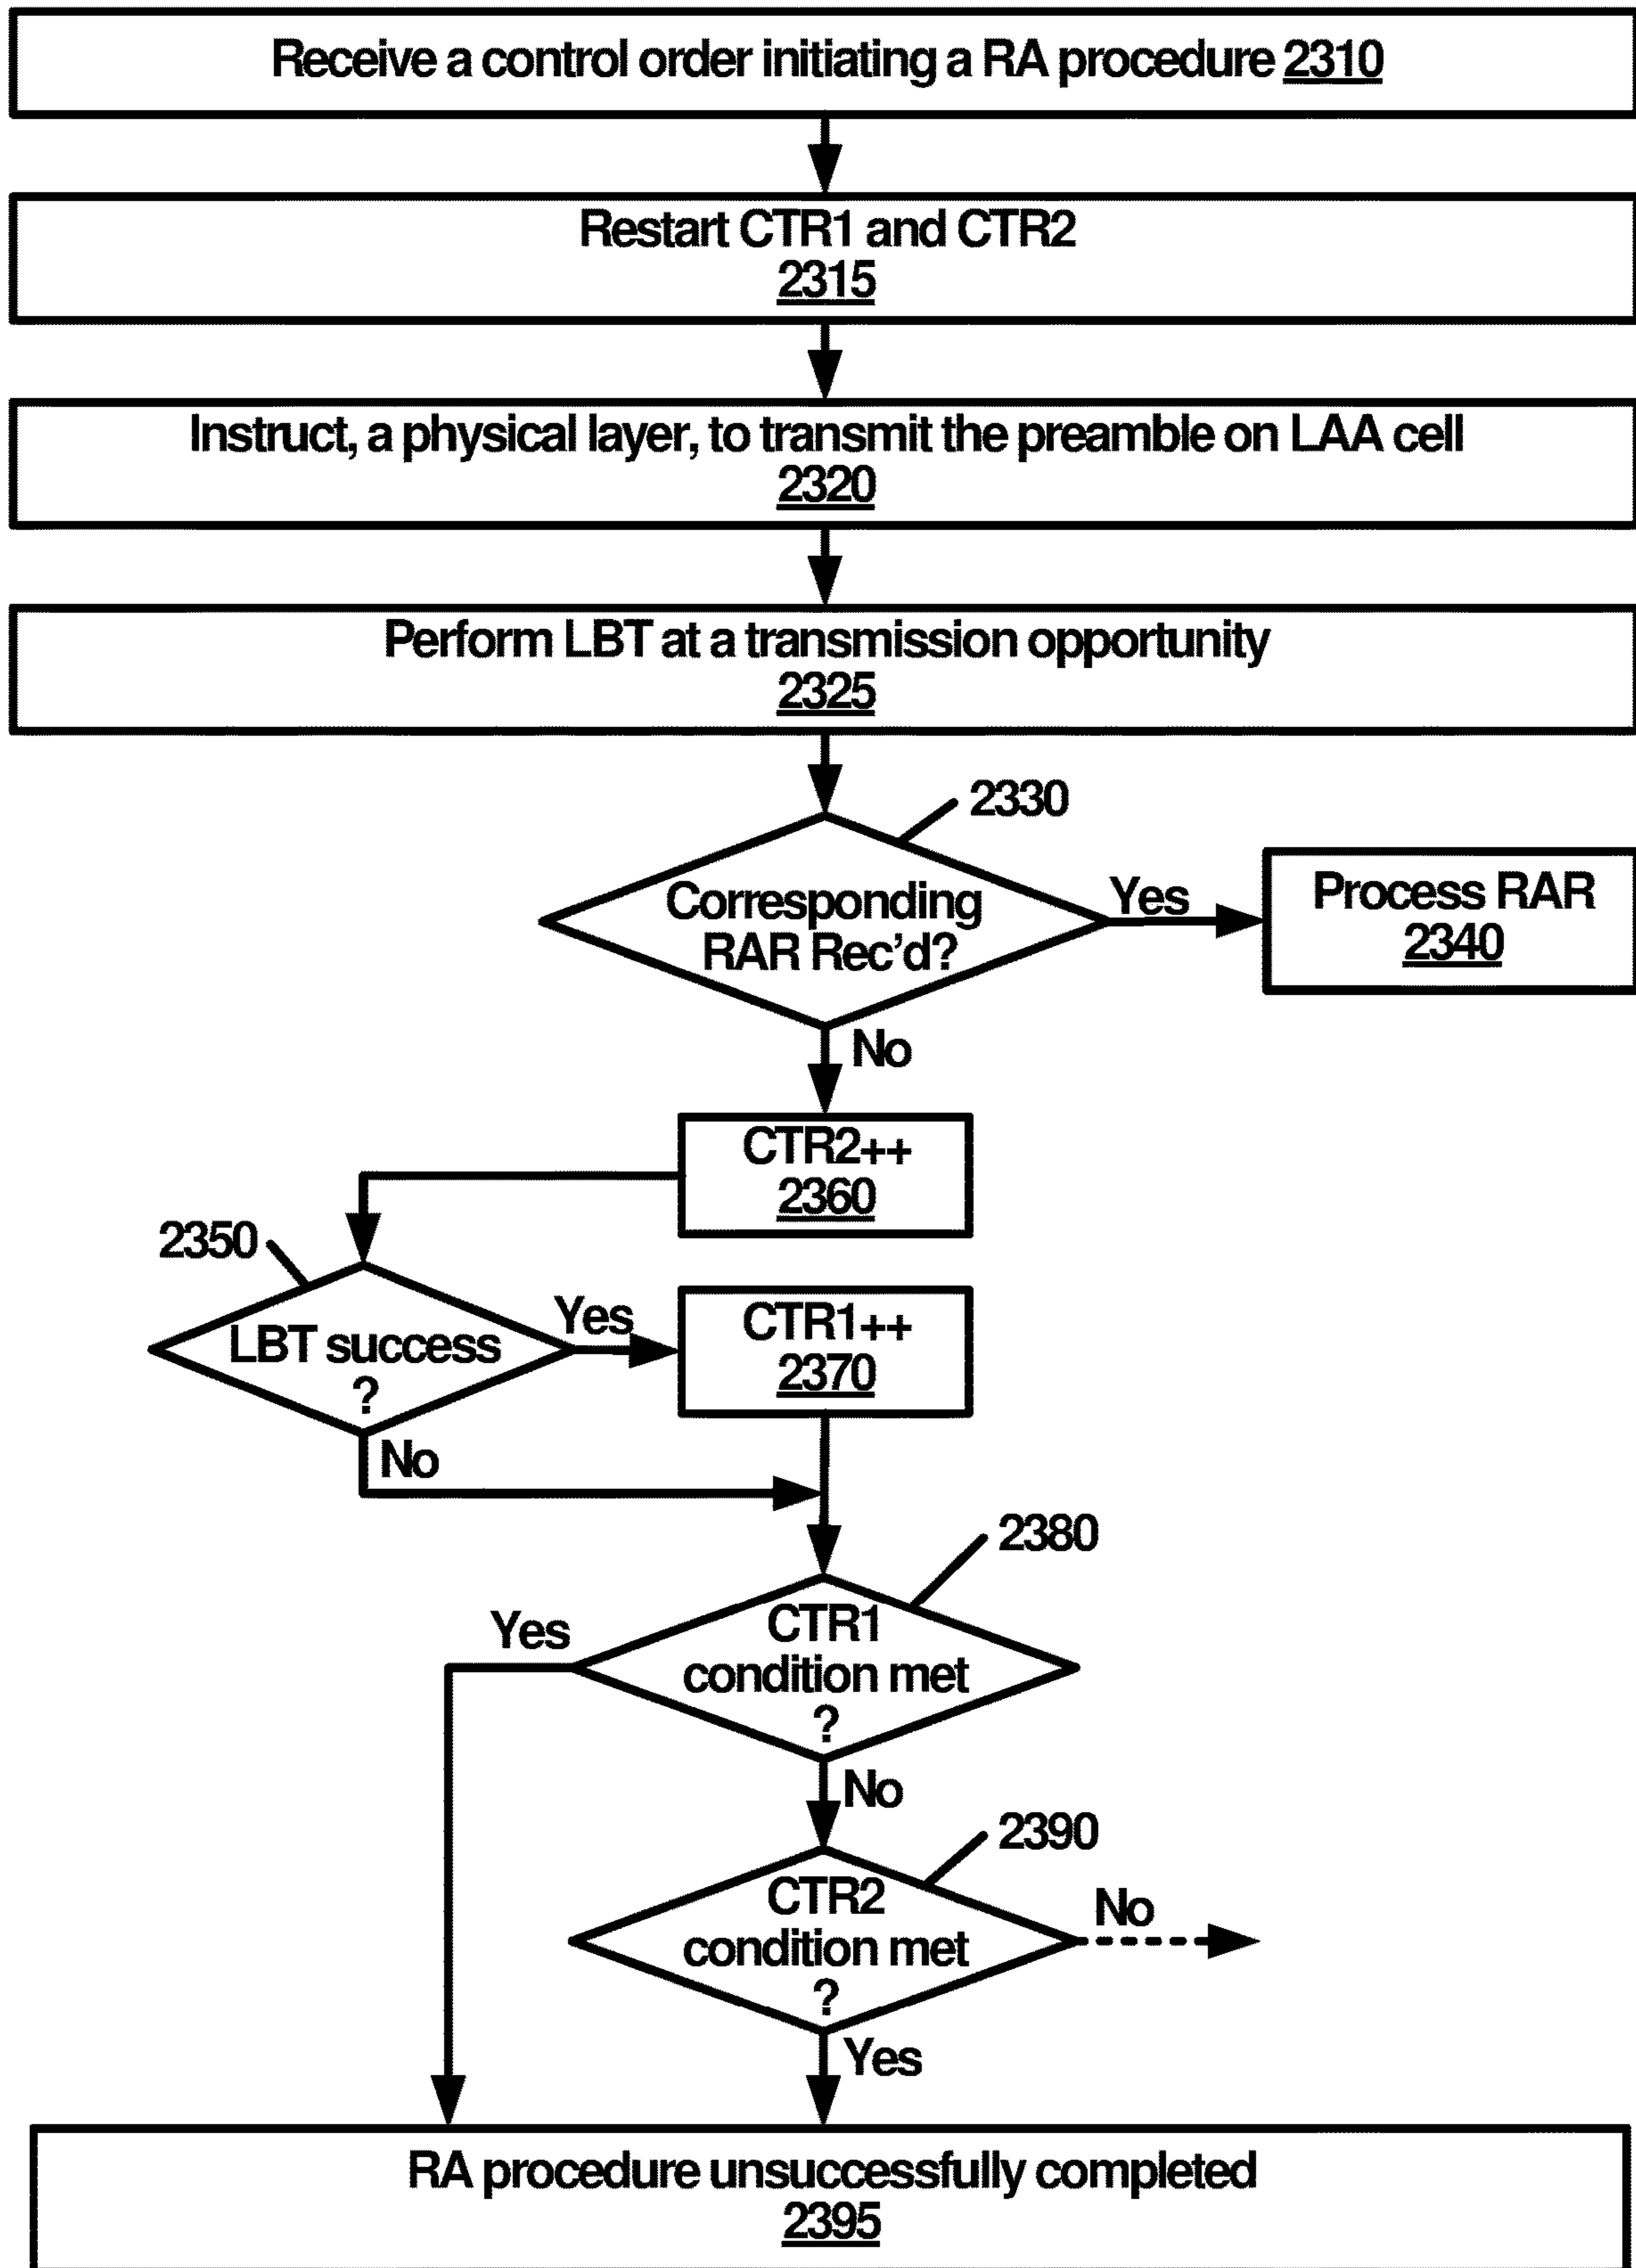 Receive a control order initiating a RA procedure 2310
Restart CTR1 and CTR2
2315
Instruct, a physical layer, to transmit the preamble on LAA cell
2320
Perform LBT at a transmission opportunity
2325
2330
Corresponding
RAR Rec'd?
Yes
Process RAR
2340
No
CTR2++
2360
2350
LBT success
?
Yes
CTR1++
2370
No
2380
CTR1
condition met
?
Yes
No
2390
CTR2
condition met
?
No
Yes
RA procedure unsuccessfully completed
2395